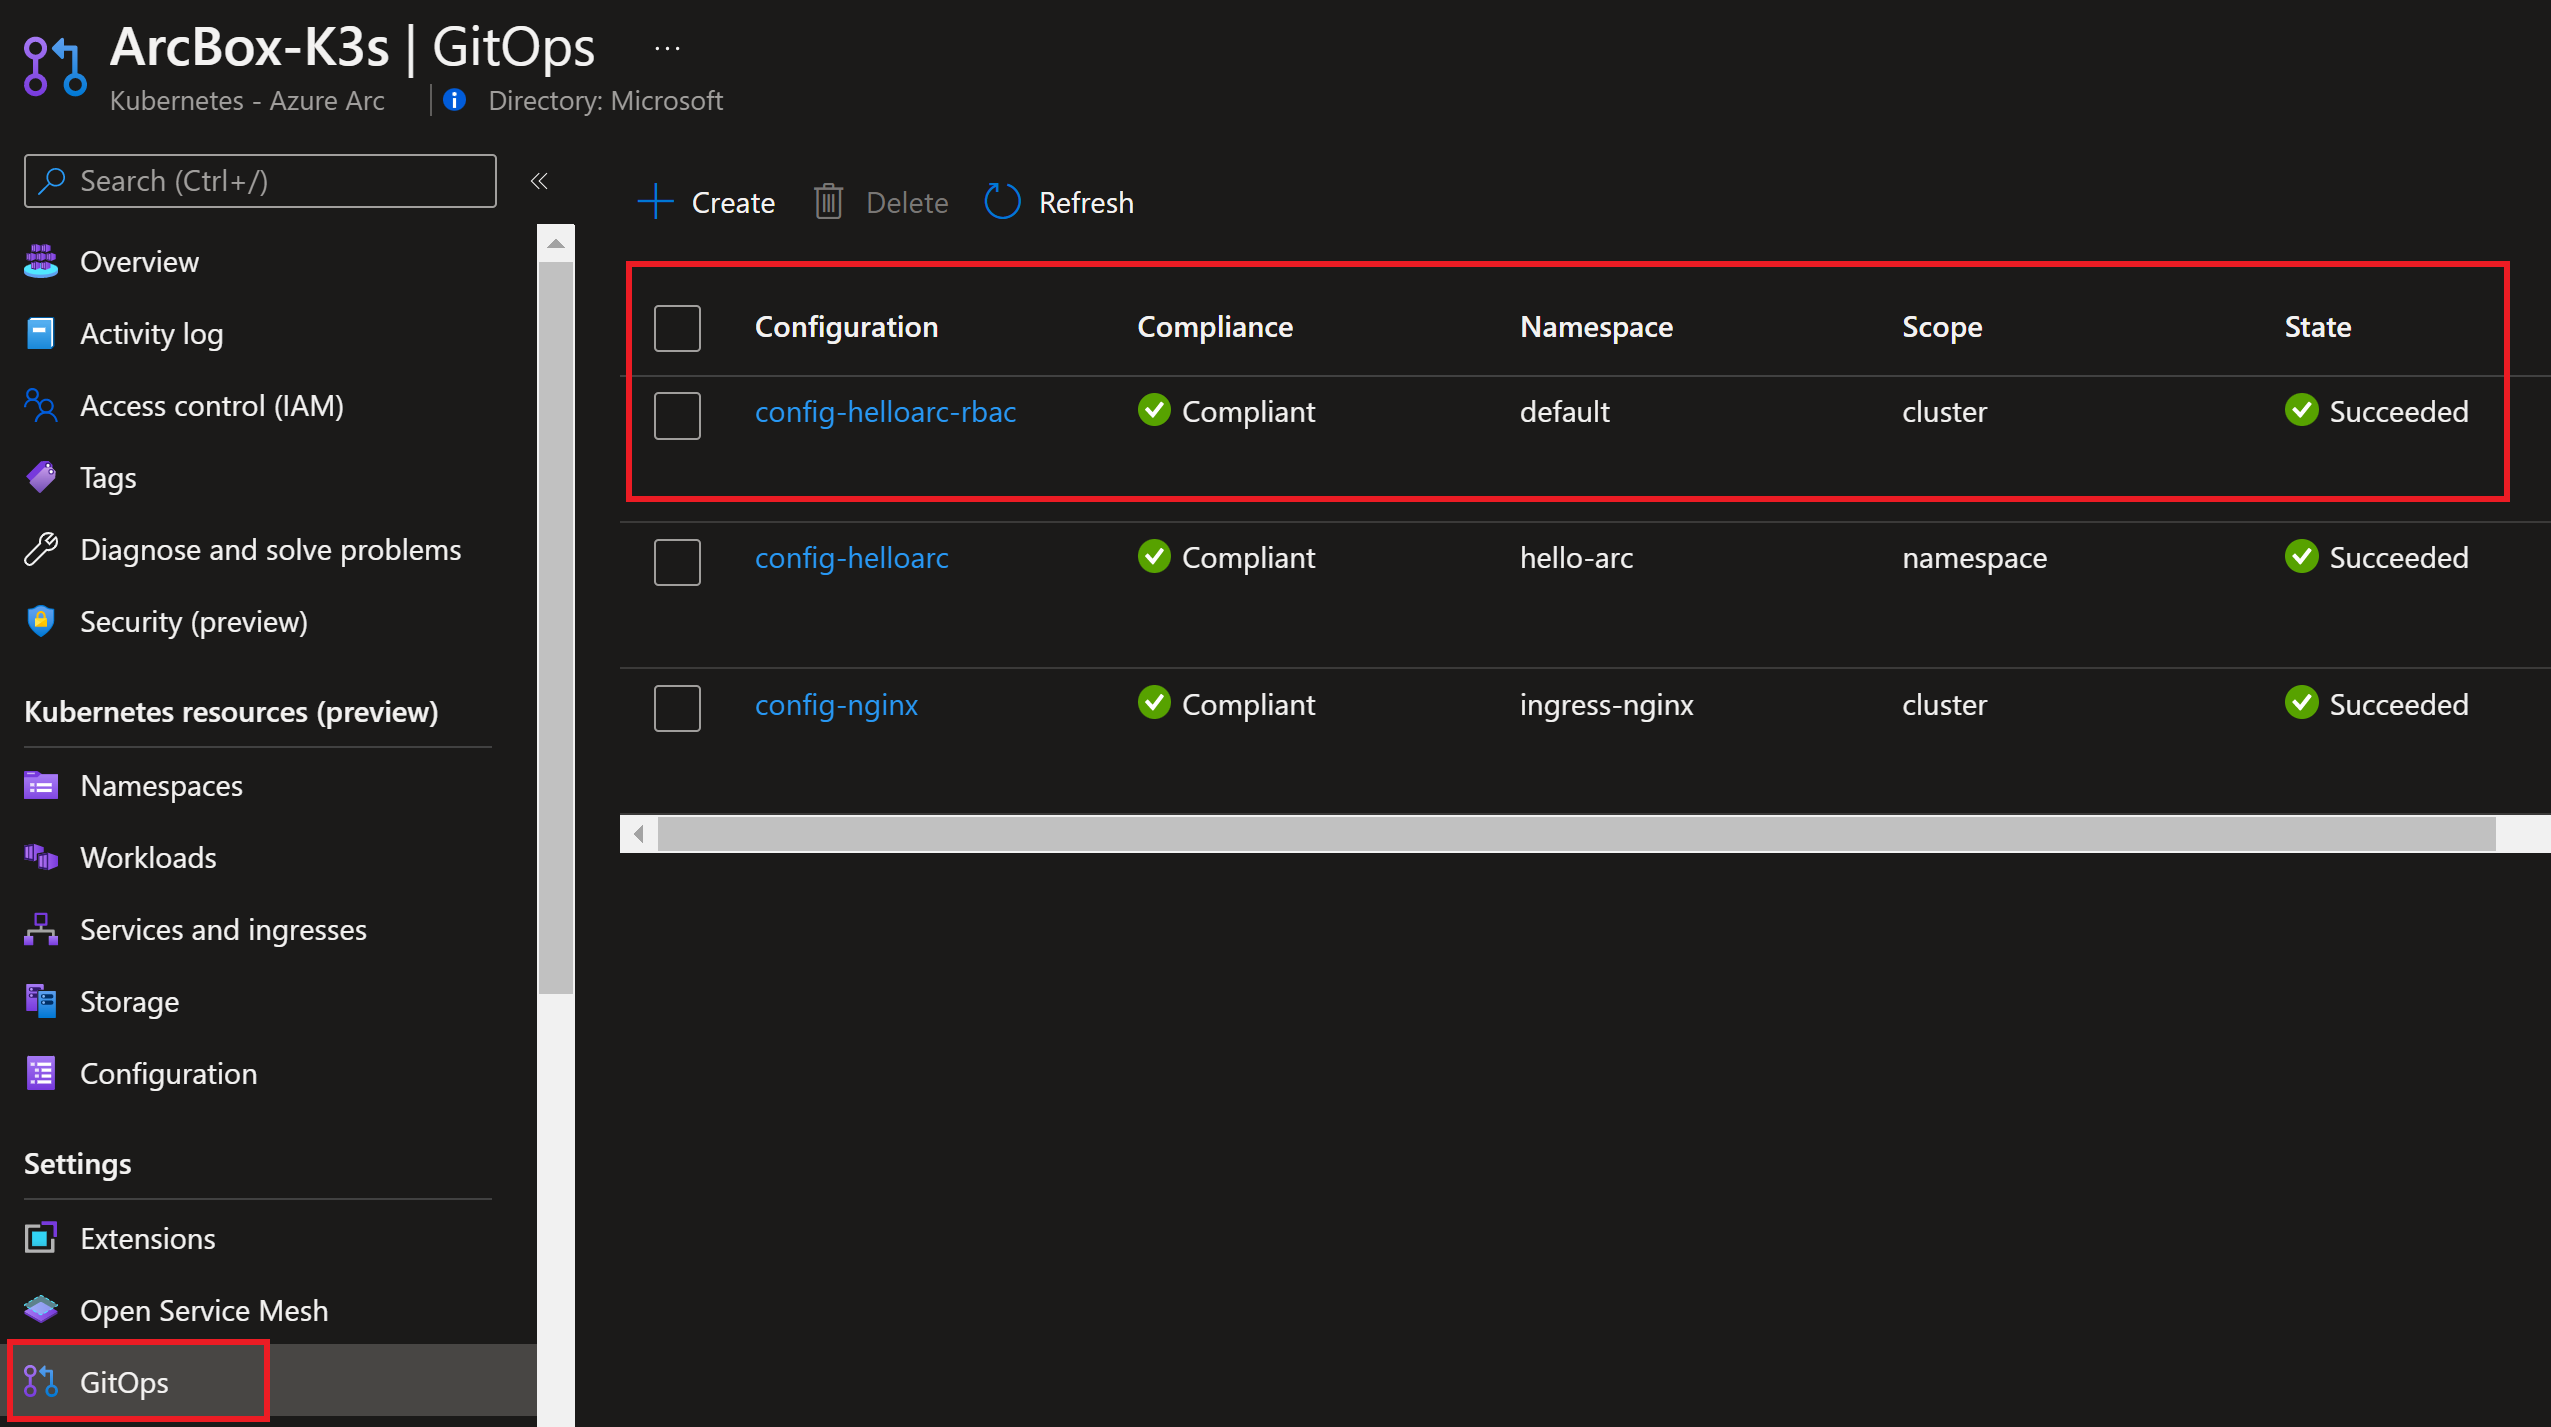 ArcBox-K3s | GitOps ...
Kubernetes - Azure Arc | Directory: Microsoft
Search (Ctrl+/)
«
Create Delete Refresh
Overview
Activity log
Access control (IAM)
Tags
Diagnose and solve problems
Security (preview)
Kubernetes resources (preview)
Namespaces
Workloads
Services and ingresses
Storage
Configuration
Settings
Extensions
Open Service Mesh
GitOps
Configuration Compliance Namespace Scope State
config-helloarc-rbac Compliant default cluster Succeeded
config-helloarc Compliant hello-arc namespace Succeeded
config-nginx Compliant ingress-nginx cluster Succeeded